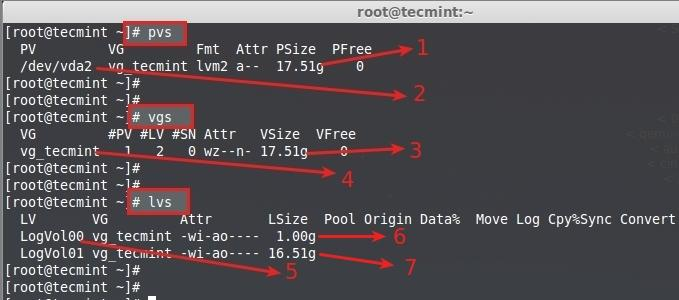 root@tecmint:~
[root@tecmint ~]# pvs
PV VG Fmt Attr PSize PFree
/dev/vda2 vg_tecmint lvm2 a-- 17.51g 0
1
[root@tecmint ~]#
2
[root@tecmint ~]#
[root@tecmint ~]# vgs
VG #PV #LV #SN Attr VSize VFree
vg_tecmint 1 2 0 wz--n- 17.51g 0
3
[root@tecmint ~]#
4
[root@tecmint ~]#
[root@tecmint ~]# lvs
LV VG Attr LSize Pool Origin Data% Move Log Cpy%Sync Convert
LogVol00 vg_tecmint -wi-ao---- 1.00g
6
LogVol01 vg_tecmint -wi-ao---- 16.51g
7
[root@tecmint ~]#
5
[root@tecmint ~]#
[root@tecmint ~]#